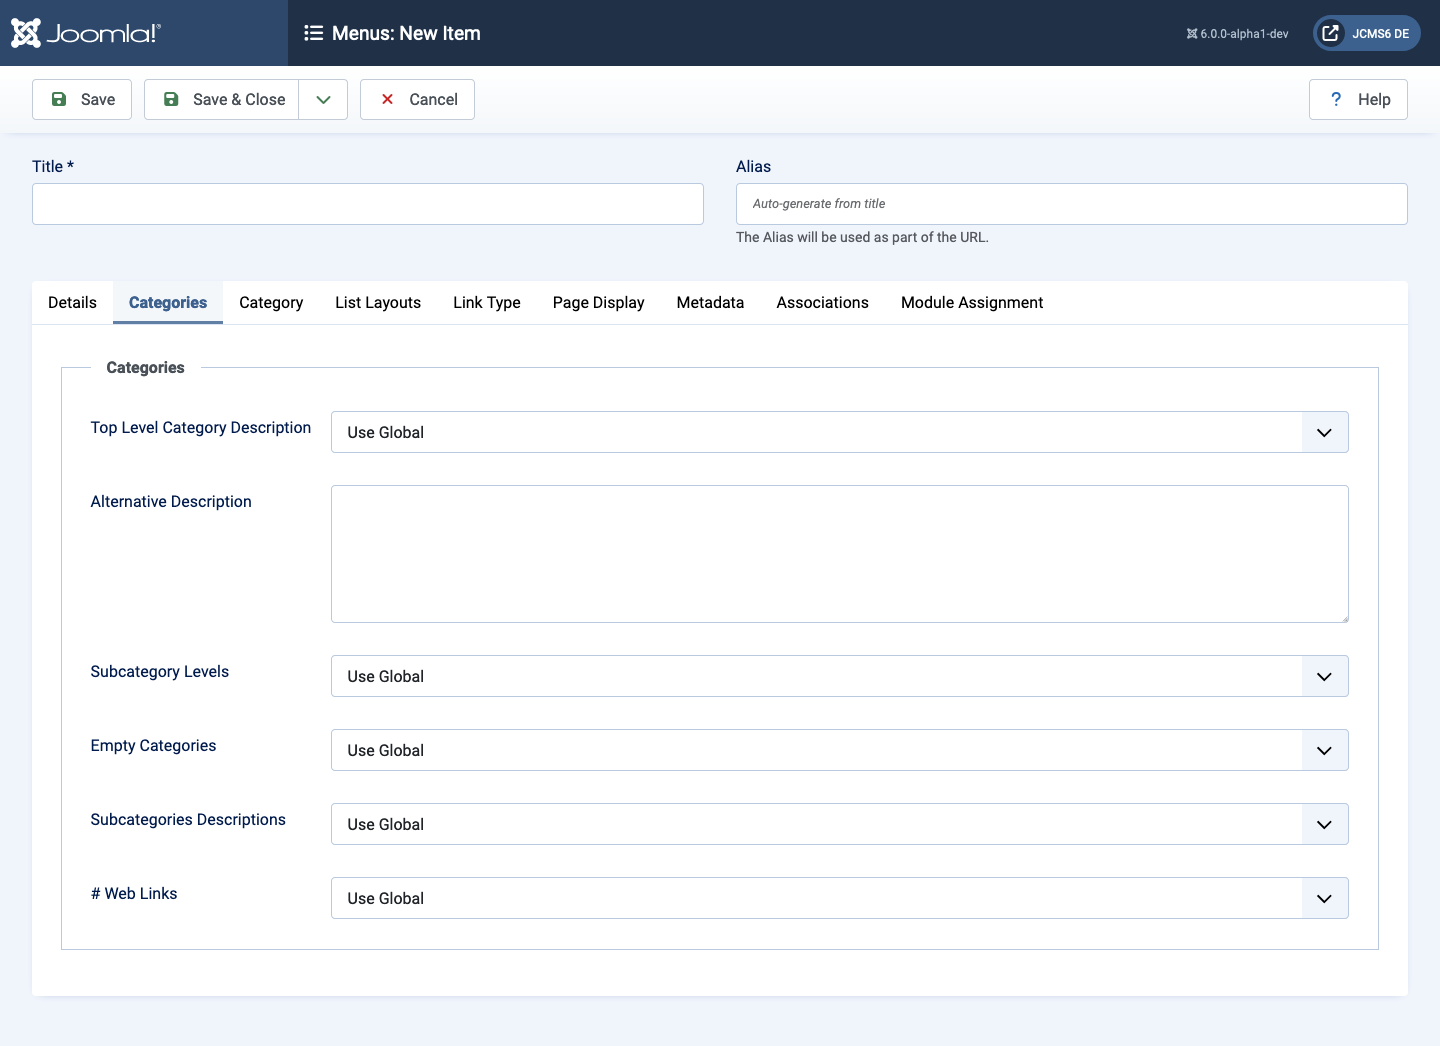 Joomla!®
Menus: New Item
6.0.0-alpha1-dev
JCMS6 DE
Save
Save & Close
Cancel
? Help
Title *
Alias
Auto-generate from title
The Alias will be used as part of the URL.
Details Categories Category List Layouts Link Type Page Display Metadata Associations Module Assignment
Categories
Top Level Category Description
Use Global
Alternative Description
Subcategory Levels
Use Global
Empty Categories
Use Global
Subcategories Descriptions
Use Global
# Web Links
Use Global